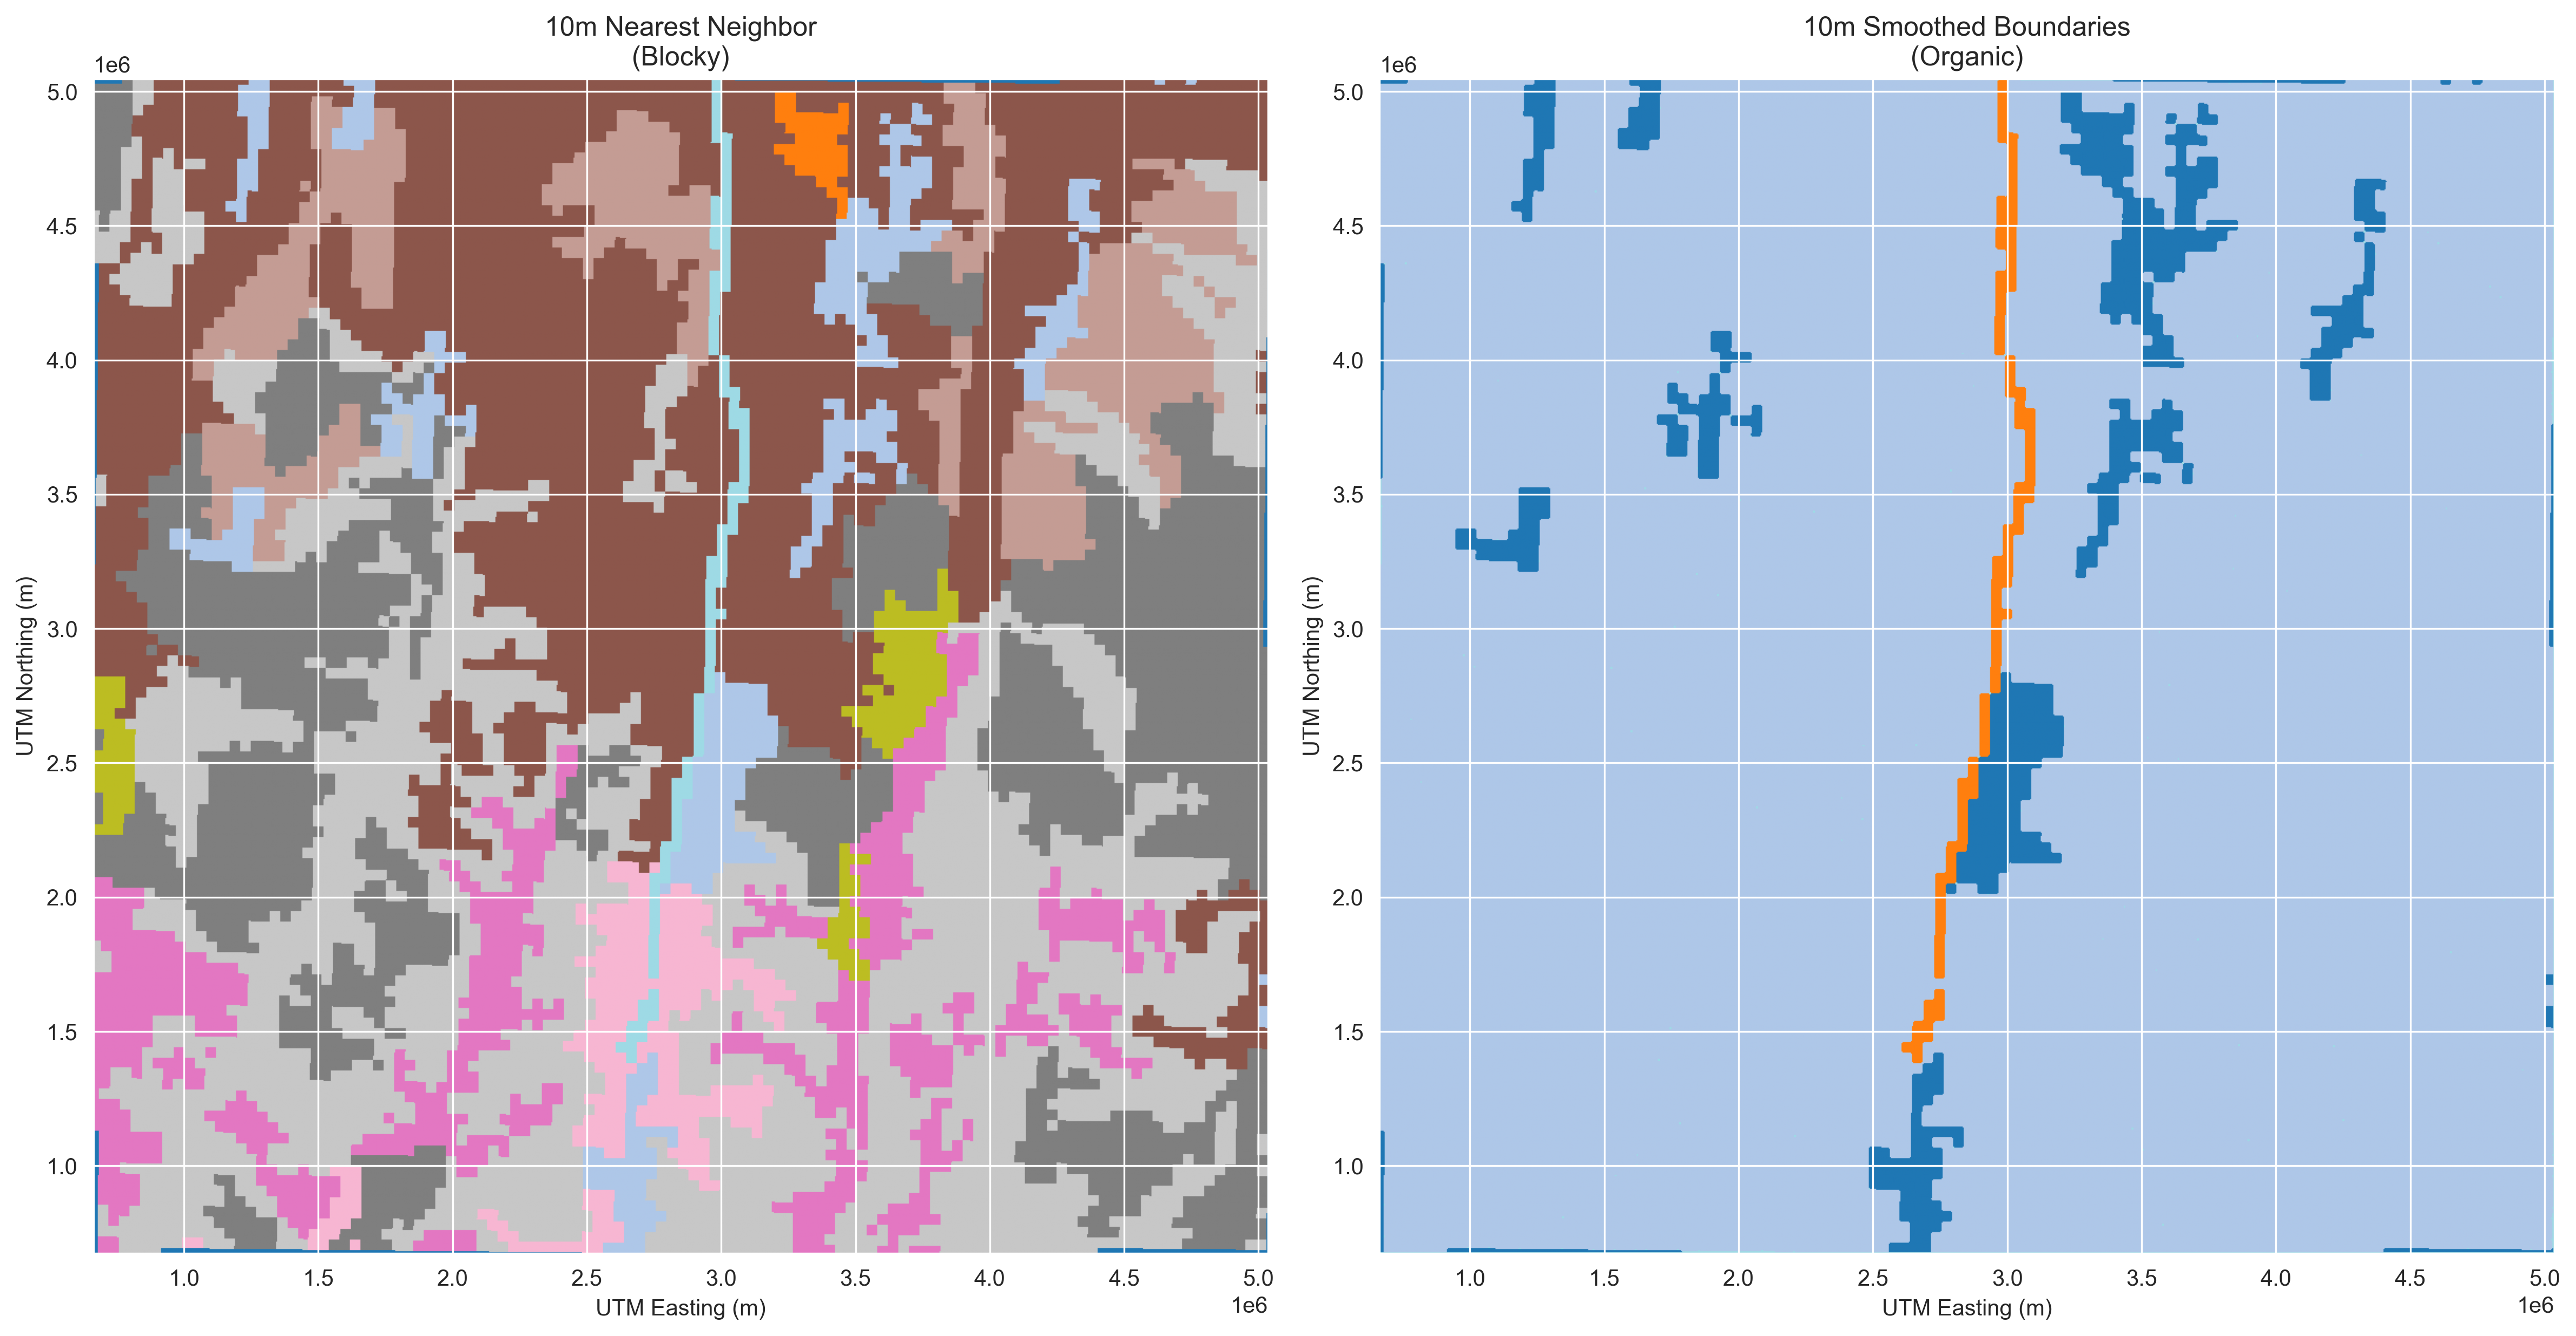 10m Nearest Neighbor
(Blocky)
1e6
5.0
4.5
4.0
3.5
3.0
2.5
2.0
1.5
1.0
UTM Northing (m)
1.0 1.5 2.0 2.5 3.0 3.5 4.0 4.5 5.0
1e6
UTM Easting (m)
10m Smoothed Boundaries
(Organic)
1e6
5.0
4.5
4.0
3.5
3.0
2.5
2.0
1.5
1.0
UTM Northing (m)
1.0 1.5 2.0 2.5 3.0 3.5 4.0 4.5 5.0
1e6
UTM Easting (m)